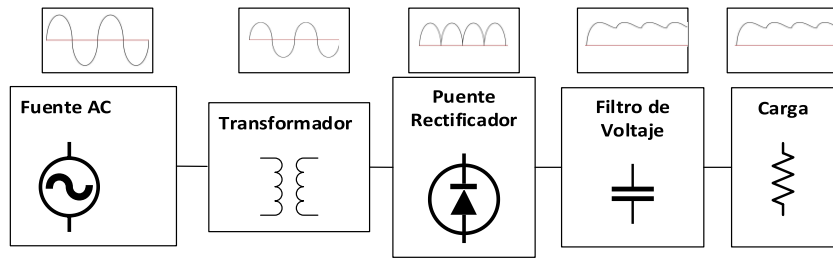 Fuente AC
Transformador
Puente
Rectificador
Filtro de
Voltaje
Carga